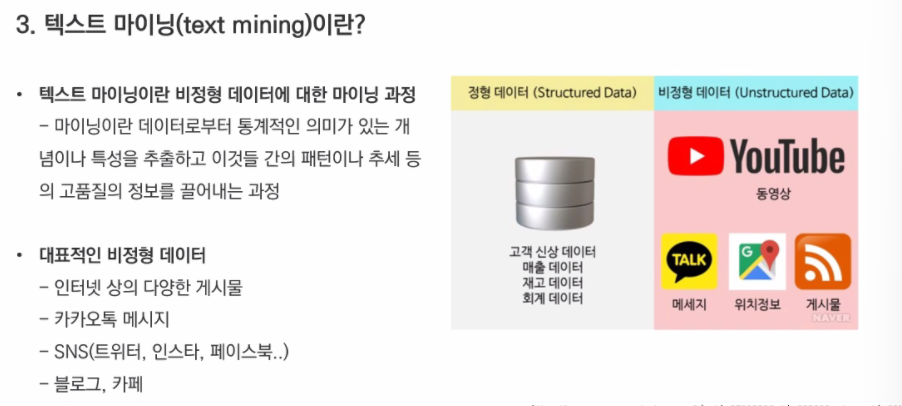 3. 텍스트 마이닝(text mining)이란?
• 텍스트 마이닝이란 비정형 데이터에 대한 마이닝 과정
– 마이닝이란 데이터로부터 통계적인 의미가 있는 개
념이나 특성을 추출하고 이것들 간의 패턴이나 추세 등
의 고품질의 정보를 끌어내는 과정
• 대표적인 비정형 데이터
– 인터넷 상의 다양한 게시물
– 카카오톡 메시지
– SNS(트위터, 인스타, 페이스북..)
– 블로그, 카페
정형 데이터 (Structured Data)
비정형 데이터 (Unstructured Data)
고객 신상 데이터
매출 데이터
재고 데이터
회계 데이터
YouTube
동영상
TALK
G
메세지
위치정보
게시물
NAVER